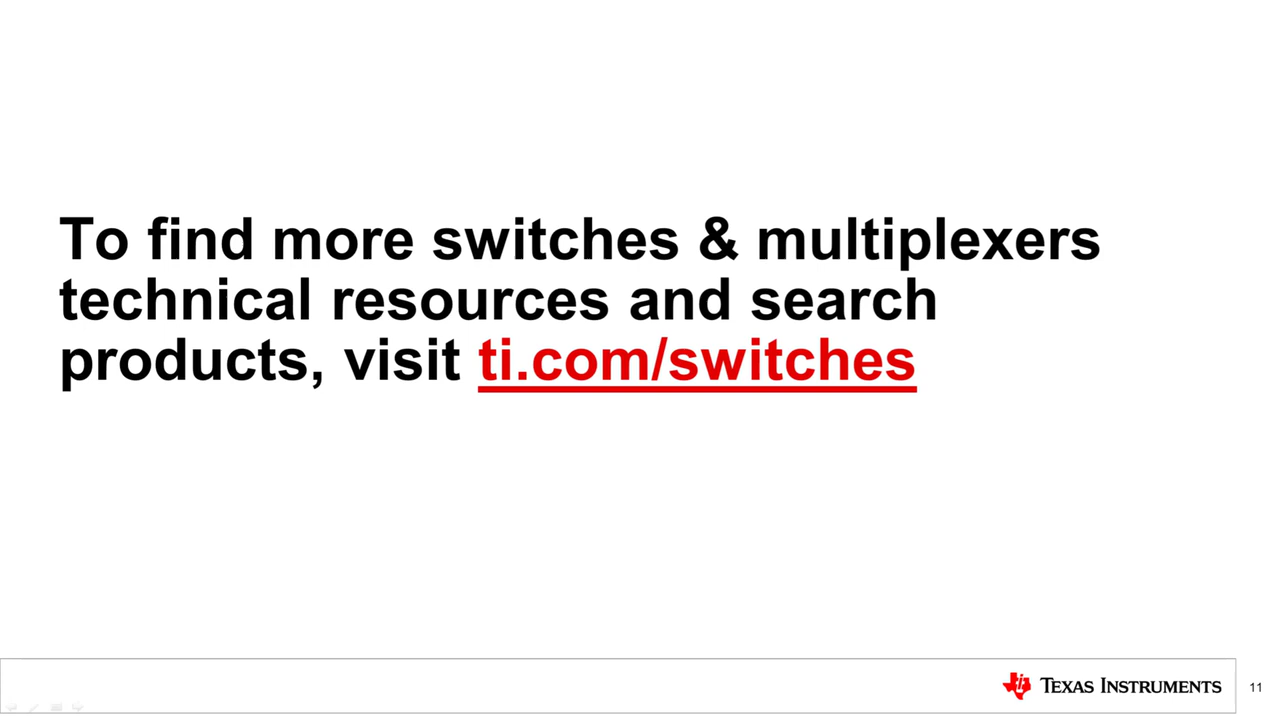 To find more switches & multiplexers
technical resources and search
products, visit ti.com/switches
TEXAS INSTRUMENTS
11